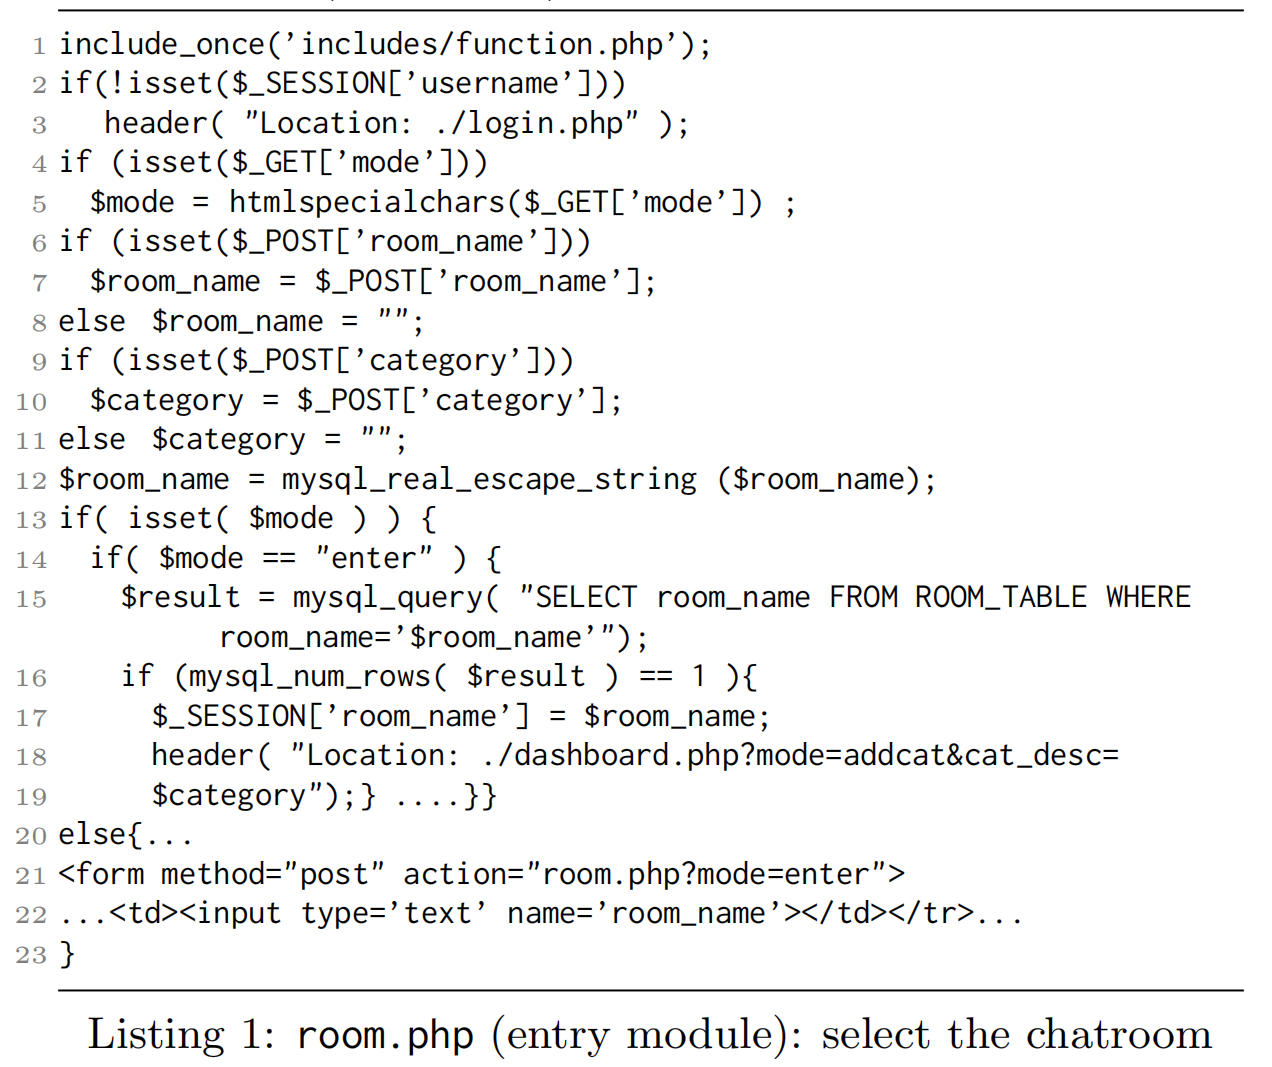 1 include_once('includes/function.php');
2 if(!isset($_SESSION['username']))
3 header( "Location: ./login.php" );
4 if (isset($_GET['mode']))
5 $mode = htmlspecialchars($_GET['mode']) ;
6 if (isset($_POST['room_name']))
7 $room_name = $_POST['room_name'];
8 else $room_name = "";
9 if (isset($_POST['category']))
10 $category = $_POST['category'];
11 else $category = "";
12 $room_name = mysql_real_escape_string ($room_name);
13 if( isset( $mode ) ) {
14 if( $mode == "enter" ) {
15 $result = mysql_query( "SELECT room_name FROM ROOM_TABLE WHERE
room_name='$room_name'");
16 if (mysql_num_rows( $result ) == 1 ){
17 $_SESSION['room_name'] = $room_name;
18 header( "Location: ./dashboard.php?mode=addcat&cat_desc=
19 $category");} ....}}
20 else{...
21 <form method="post" action="room.php?mode=enter">
22 ...<td><input type='text' name='room_name'></td></tr>...
23 }
Listing 1: room.php (entry module): select the chatroom